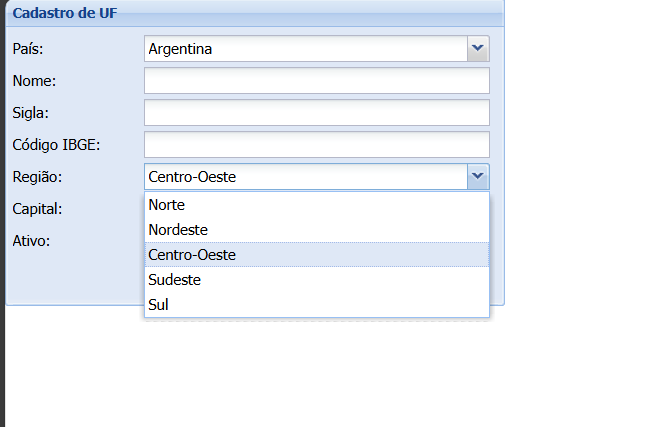 Cadastro de UF
País: Argentina
Nome:
Sigla:
Código IBGE:
Região: Centro-Oeste
Capital: Norte
Nordeste
Ativo: Centro-Oeste
Sudeste
Sul